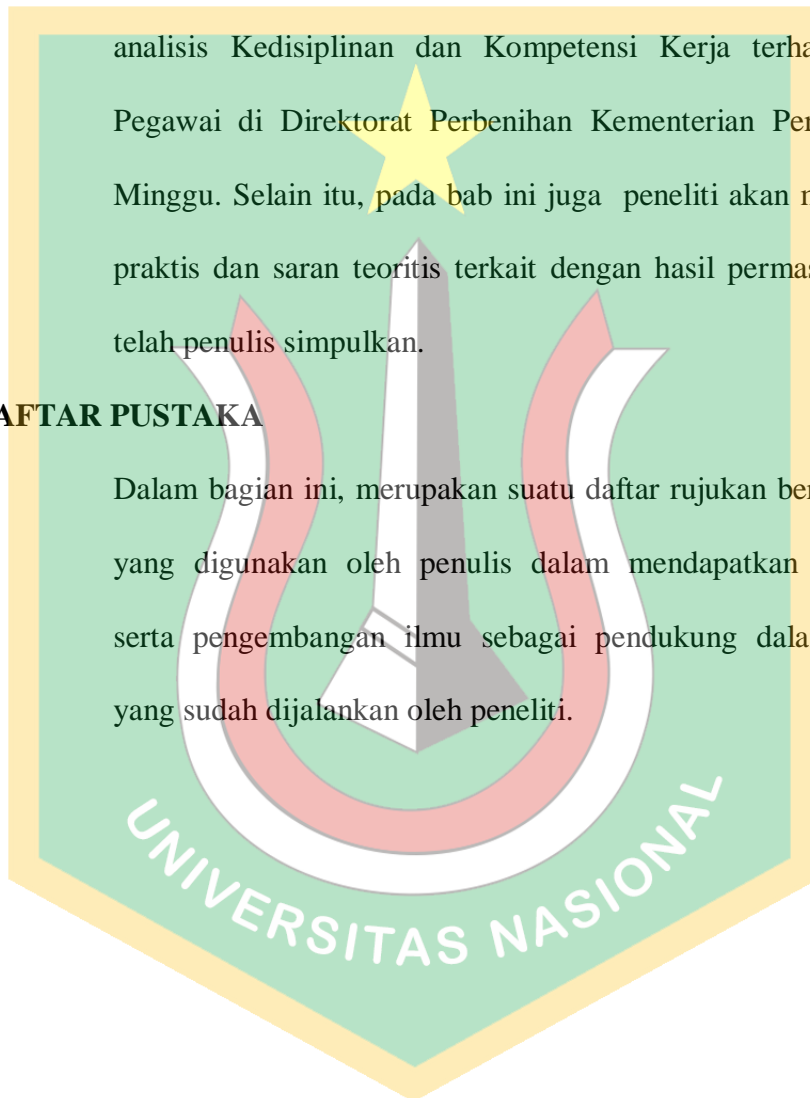 analisis Kedisiplinan dan Kompetensi Kerja terha
Pegawai di Direktorat Perbenihan Kementerian Per
Minggu. Selain itu, pada bab ini juga peneliti akan m
praktis dan saran teoritis terkait dengan hasil permas
telah penulis simpulkan.
AFTAR PUSTAKA
Dalam bagian ini, merupakan suatu daftar rujukan ber
yang digunakan oleh penulis dalam mendapatkan
serta pengembangan ilmu sebagai pendukung dala
yang sudah dijalankan oleh peneliti.
UNIVERSITAS NASIONAL